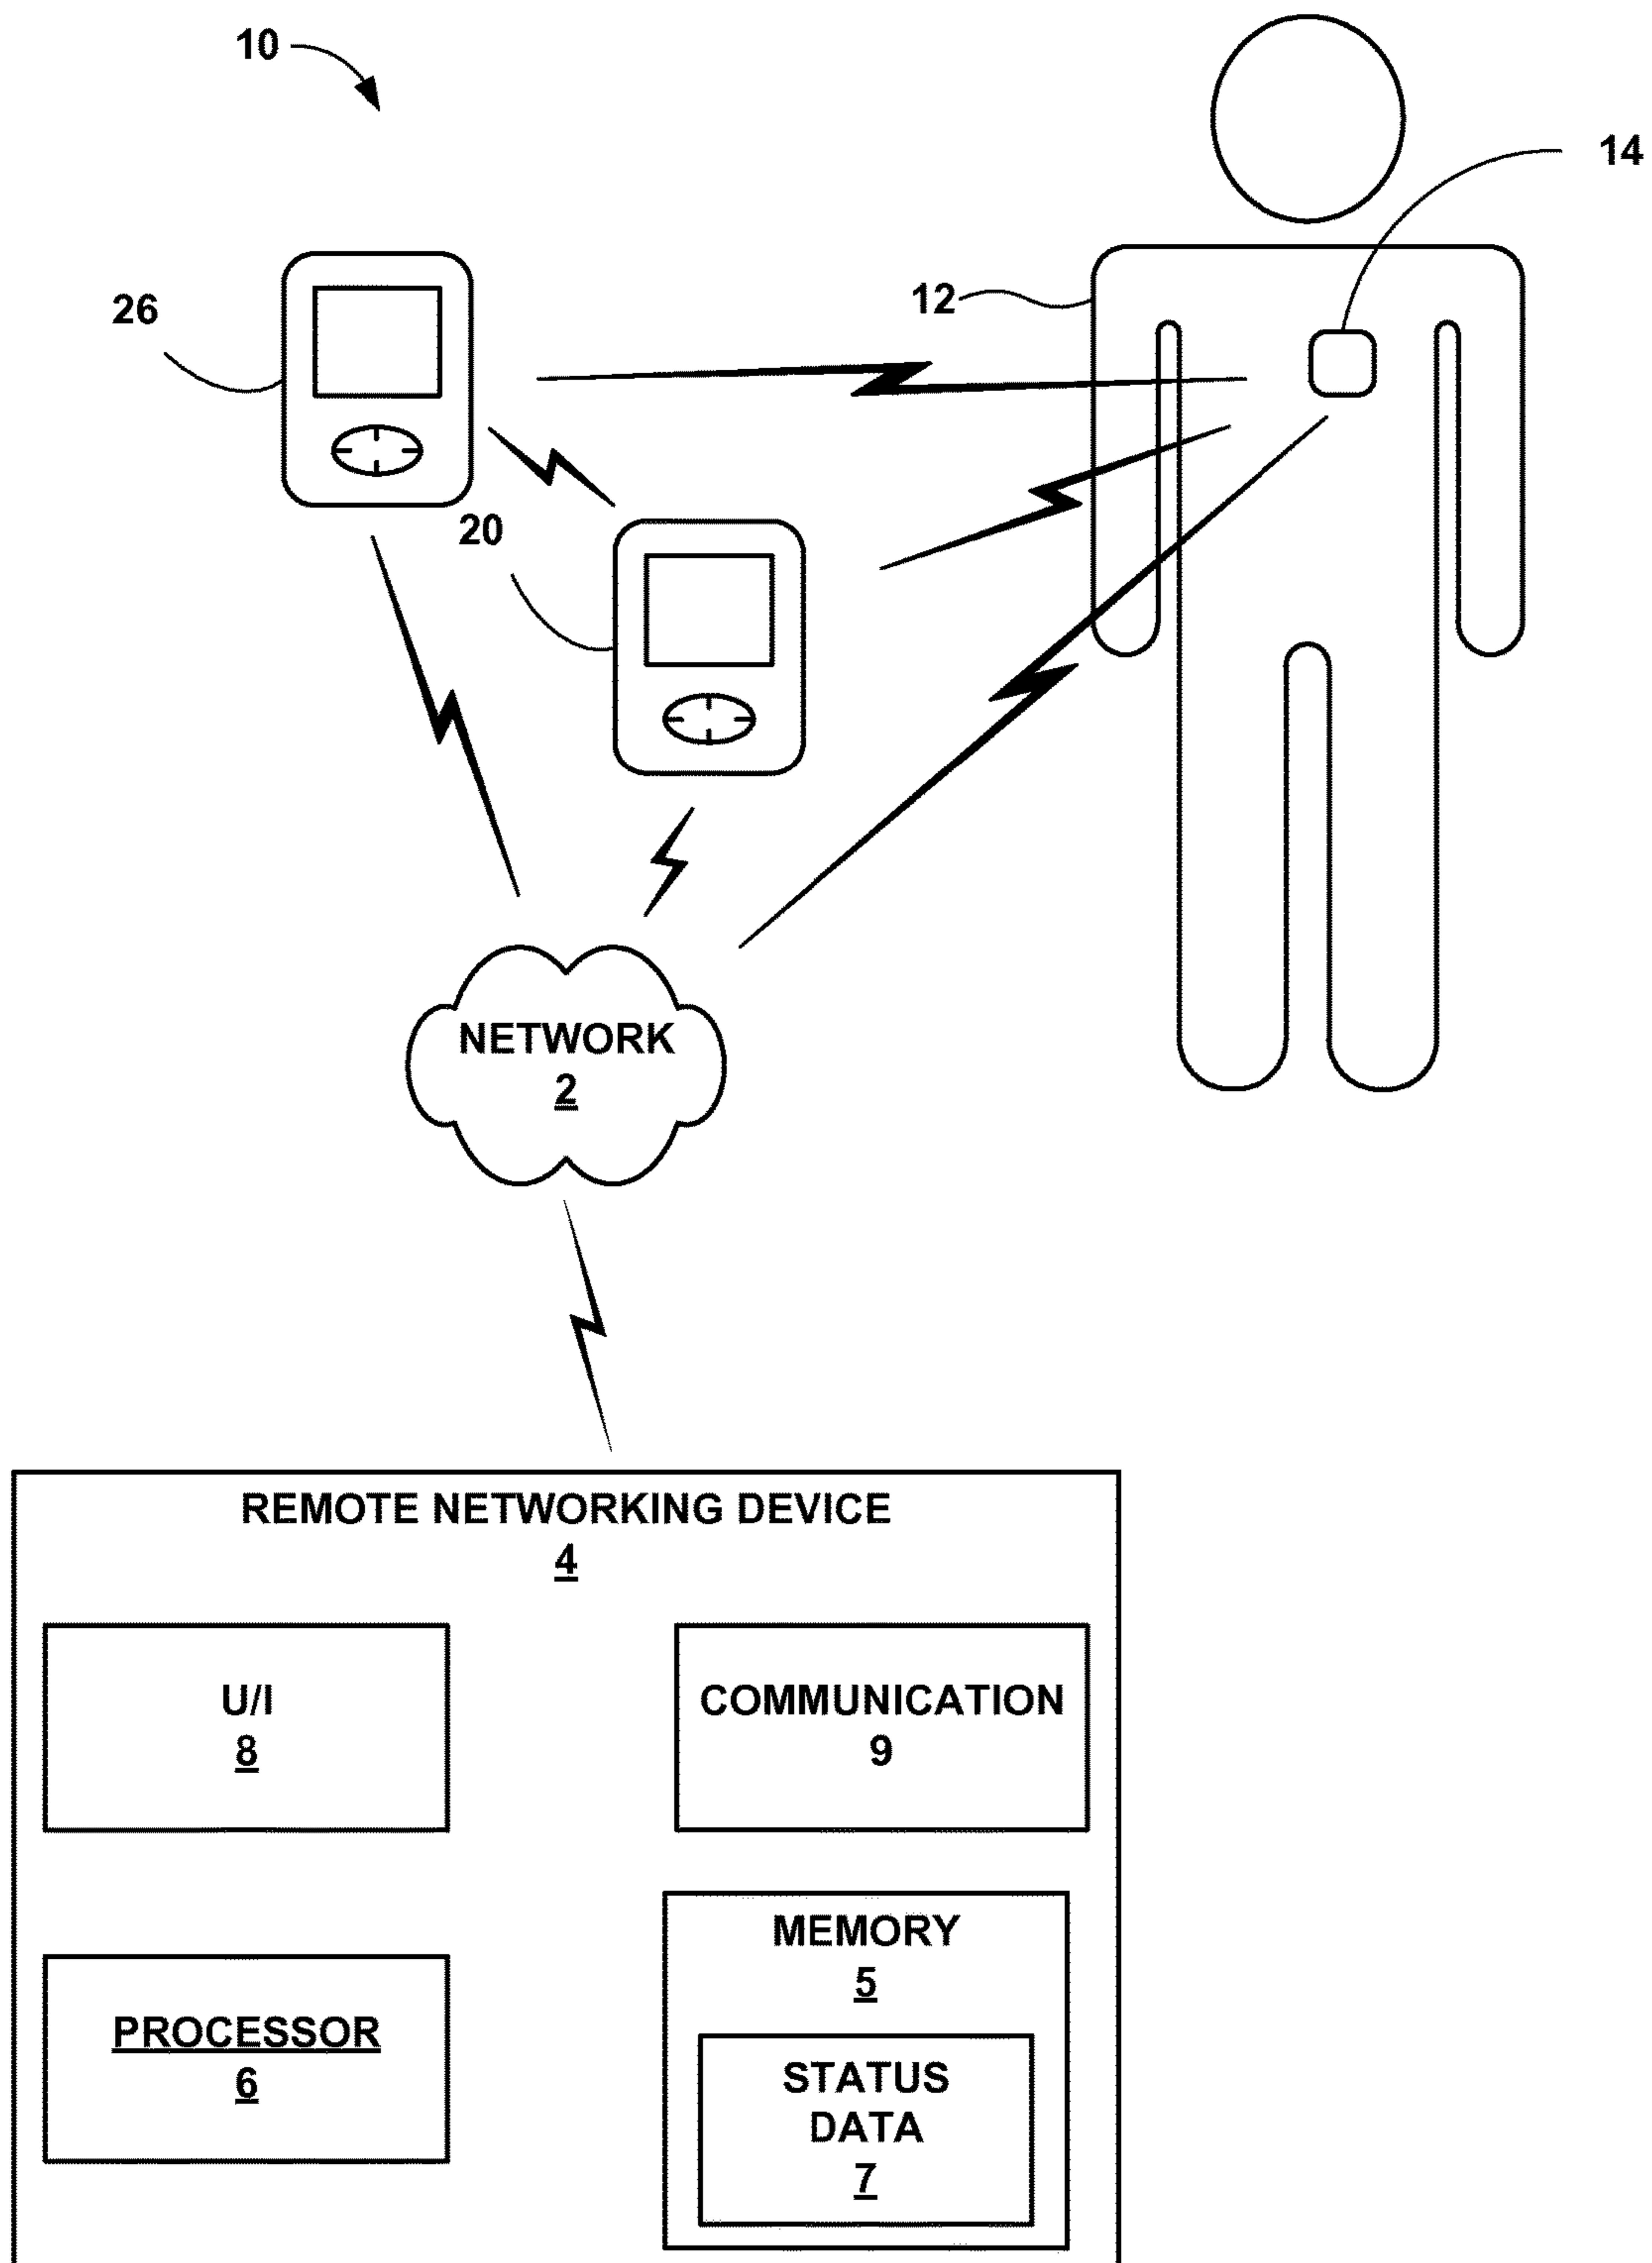 10
14
26
12
20
NETWORK
2
REMOTE NETWORKING DEVICE
4
U/I
8
COMMUNICATION
9
MEMORY
5
PROCESSOR
6
STATUS
DATA
7